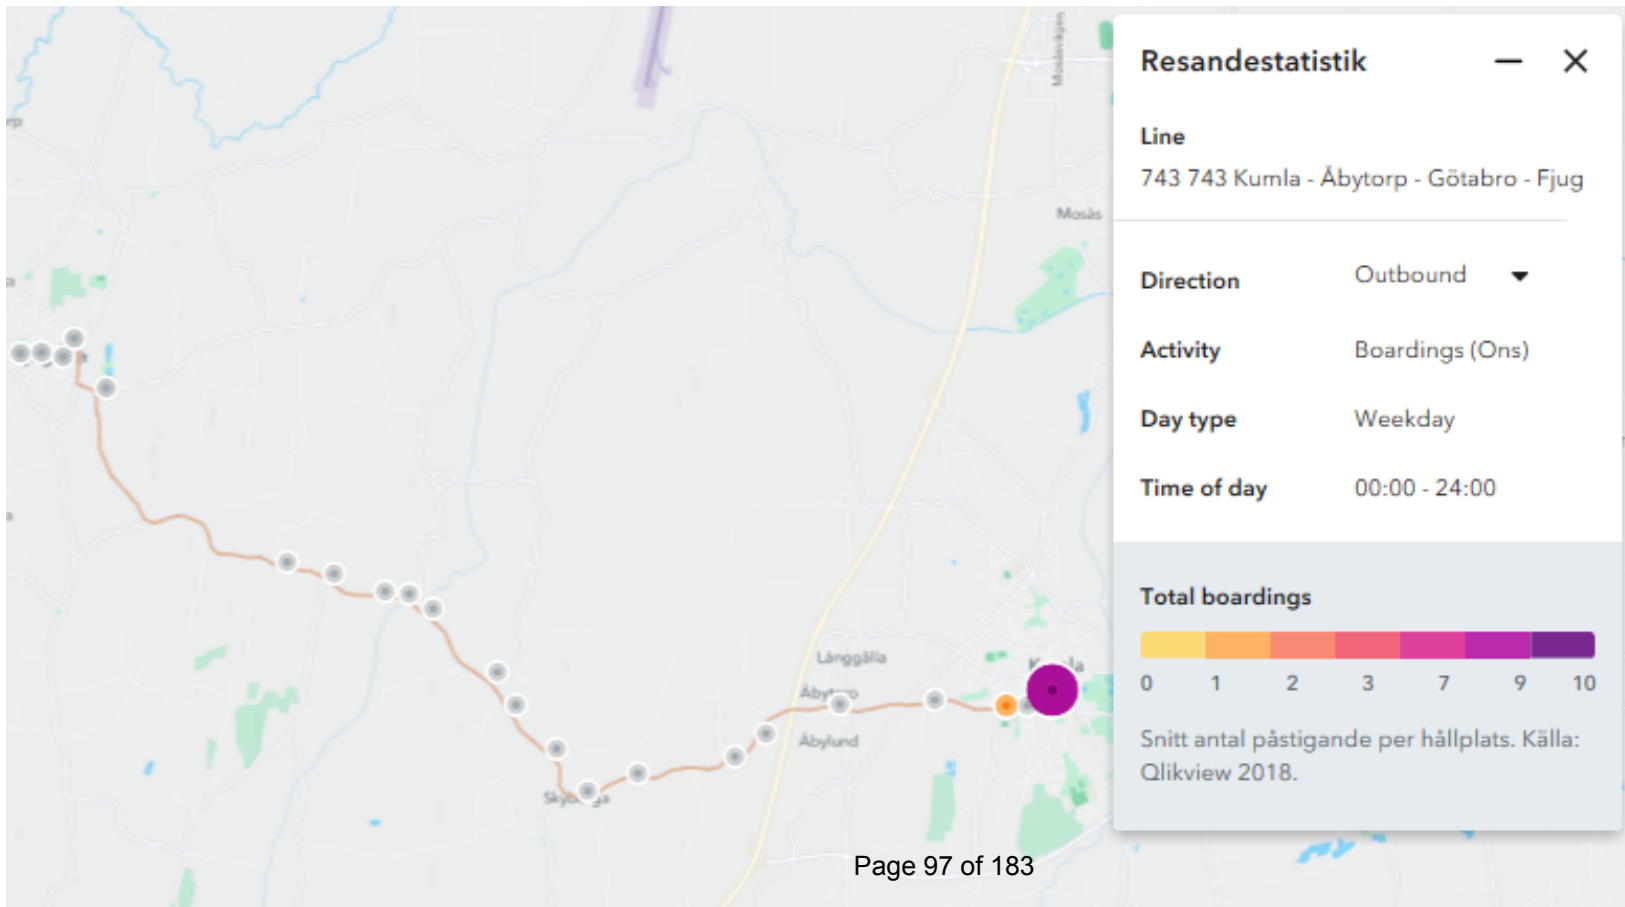 Resandestatistik
Line
743 743 Kumla - Åbytorp - Götabro - Fjug
Direction Outbound
Activity Boardings (Ons)
Day type Weekday
Time of day 00:00 - 24:00
Total boardings
0 1 2 3 7 9 10
Snitt antal påstigande per hållplats. Källa:
Qlikview 2018.
Mosåsvägen
Mosås
Långgälla
Åbylund
Page 97 of 183